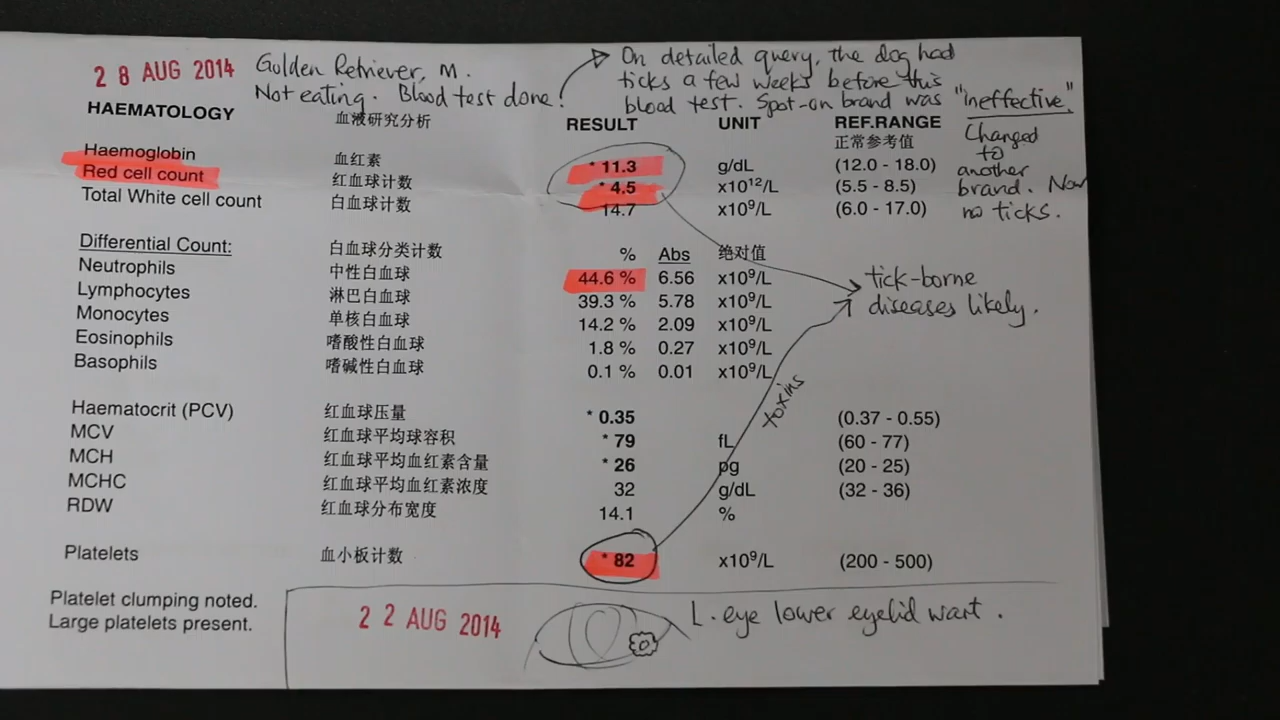 28 AUG 2014 Golden Retriever, M.
Not eating. Blood test done!
On detailed query, the dog had
ticks a few weeks before this
blood test. Spot-on brand was "ineffective".
Changed
to
another
brand. Now
no ticks.
HAEMATOLOGY 血液研究分析 RESULT UNIT REF.RANGE
正常参考值
Haemoglobin 血红素 * 11.3 g/dL (12.0 - 18.0)
Red cell count 红血球计数 * 4.5 x10¹²/L (5.5 - 8.5)
Total White cell count 白血球计数 14.7 x10⁹/L (6.0 - 17.0)
Differential Count: 白血球分类计数 % Abs 绝对值
Neutrophils 中性白血球 44.6 % 6.56 x10⁹/L
Lymphocytes 淋巴白血球 39.3 % 5.78 x10⁹/L
Monocytes 单核白血球 14.2 % 2.09 x10⁹/L
Eosinophils 嗜酸性白血球 1.8 % 0.27 x10⁹/L
Basophils 嗜碱性白血球 0.1 % 0.01 x10⁹/L
tick-borne
diseases likely.
toxins
Haematocrit (PCV) 红血球压量 * 0.35 (0.37 - 0.55)
MCV 红血球平均球容积 * 79 fL (60 - 77)
MCH 红血球平均血红素含量 * 26 pg (20 - 25)
MCHC 红血球平均血红素浓度 32 g/dL (32 - 36)
RDW 红血球分布宽度 14.1 %
Platelets 血小板计数 * 82 x10⁹/L (200 - 500)
Platelet clumping noted.
Large platelets present.
22 AUG 2014 L. eye lower eyelid wart.